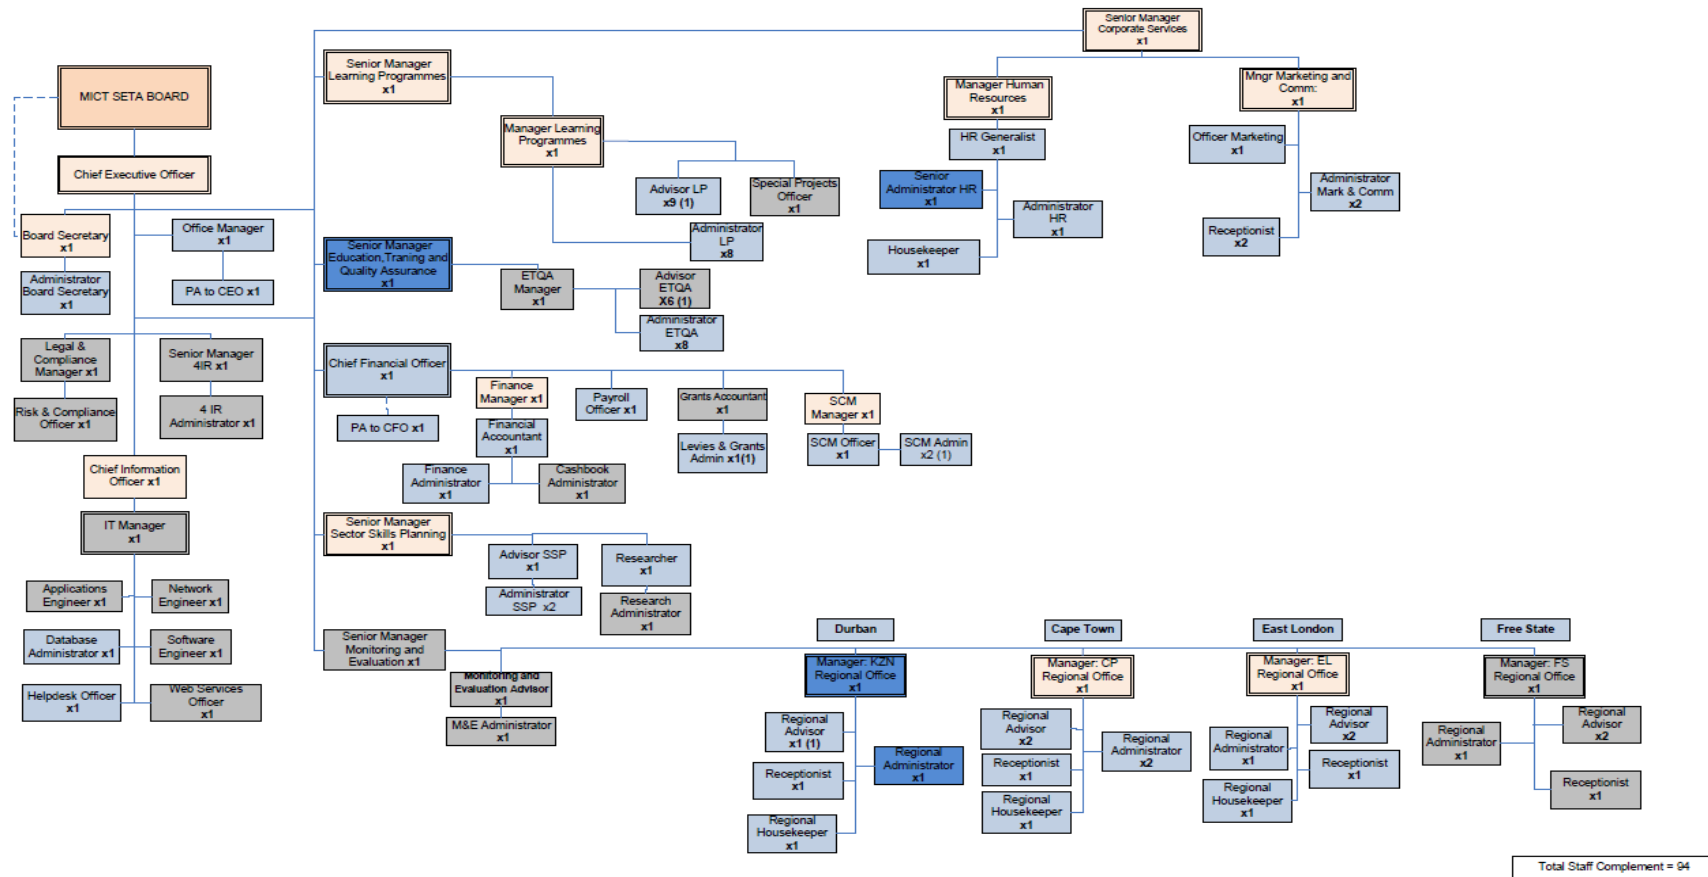 Senior Manager
Corporate Services
x1
MICT SETA BOARD
Chief Executive Officer
Board Secretary
x1
Administrator
Board Secretary
x1
Office Manager
x1
PA to CEO x1
Legal &
Compliance
Manager x1
Risk & Compliance
Officer x1
Senior Manager
4IR x1
4 IR
Administrator x1
Chief Information
Officer x1
IT Manager
x1
Applications
Engineer x1
Network
Engineer x1
Database
Administrator x1
Software
Engineer x1
Helpdesk Officer
x1
Web Services
Officer
x1
Senior Manager
Learning Programmes
x1
Manager Learning
Programmes
x1
Advisor LP
x9 (1)
Special Projects
Officer
x1
Administrator
LP
x8
Manager Human
Resources
x1
HR Generalist
x1
Senior
Administrator HR
x1
Administrator
HR
x1
Housekeeper
x1
Mngr Marketing and
Comm:
x1
Officer Marketing
x1
Administrator
Mark & Comm
x2
Receptionist
x2
Senior Manager
Education,Traning and
Quality Assurance
x1
ETQA
Manager
x1
Advisor
ETQA
X6 (1)
Administrator
ETQA
x8
Chief Financial Officer
x1
PA to CFO x1
Finance
Manager x1
Financial
Accountant
x1
Finance
Administrator
x1
Cashbook
Administrator
x1
Payroll
Officer x1
Grants Accountant
x1
Levies & Grants
Admin x1(1)
SCM
Manager x1
SCM Officer
x1
SCM Admin
x2 (1)
Senior Manager
Sector Skills Planning
x1
Advisor SSP
x1
Administrator
SSP x2
Researcher
x1
Research
Administrator
x1
Senior Manager
Monitoring and
Evaluation x1
Monitoring and
Evaluation Advisor
x1
M&E Administrator
x1
Durban
Manager: KZN
Regional Office
x1
Regional
Advisor
x1 (1)
Regional
Administrator
x1
Receptionist
x1
Regional
Housekeeper
x1
Cape Town
Manager: CP
Regional Office
x1
Regional
Advisor
x2
Regional
Administrator
x2
Receptionist
x1
Regional
Housekeeper
x1
East London
Manager: EL
Regional Office
x1
Regional
Advisor
x2
Regional
Administrator
x1
Receptionist
x1
Regional
Housekeeper
x1
Free State
Manager: FS
Regional Office
x1
Regional
Advisor
x2
Regional
Administrator
x1
Receptionist
x1
Total Staff Complement = 94